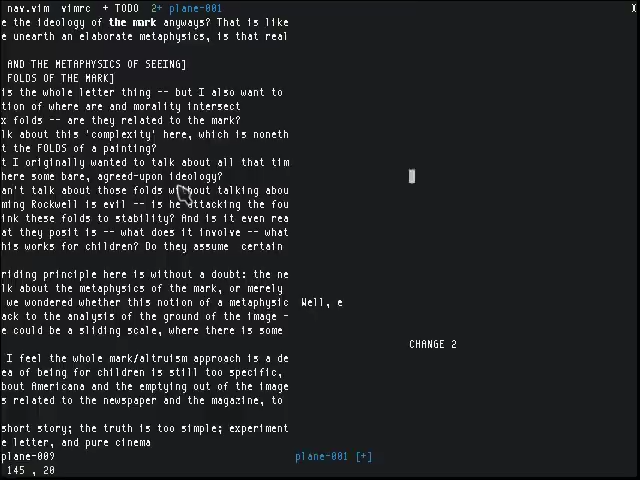 nav.vim  vimrc  + TODO  2+ plane-001  X
e the ideology of the mark anyways? That is like
e unearth an elaborate metaphysics, is that real
AND THE METAPHYSICS OF SEEING]
FOLDS OF THE MARK]
is the whole letter thing -- but I also want to
tion of where are and morality intersect
x folds -- are they related to the mark?
lk about this 'complexity' here, which is noneth
t the FOLDS of a painting?
t I originally wanted to talk about all that tim
here some bare, agreed-upon ideology?
an't talk about those folds without talking abou
ming Rockwell is evil -- is he attacking the fou
ink these folds to stability? And is it even rea
at they posit is -- what does it involve -- what
his works for children? Do they assume  certain
riding principle here is without a doubt: the ne
lk about the metaphysics of the mark, or merely
we wondered whether this notion of a metaphysic  Well, e
ack to the analysis of the ground of the image -
e could be a sliding scale, where there is some
CHANGE 2
I feel the whole mark/altruism approach is a de
ea of being for children is still too specific,
bout Americana and the emptying out of the image
s related to the newspaper and the magazine, to
short story; the truth is too simple; experiment
e letter, and pure cinema
plane-009  plane-001 [+]
145 , 20